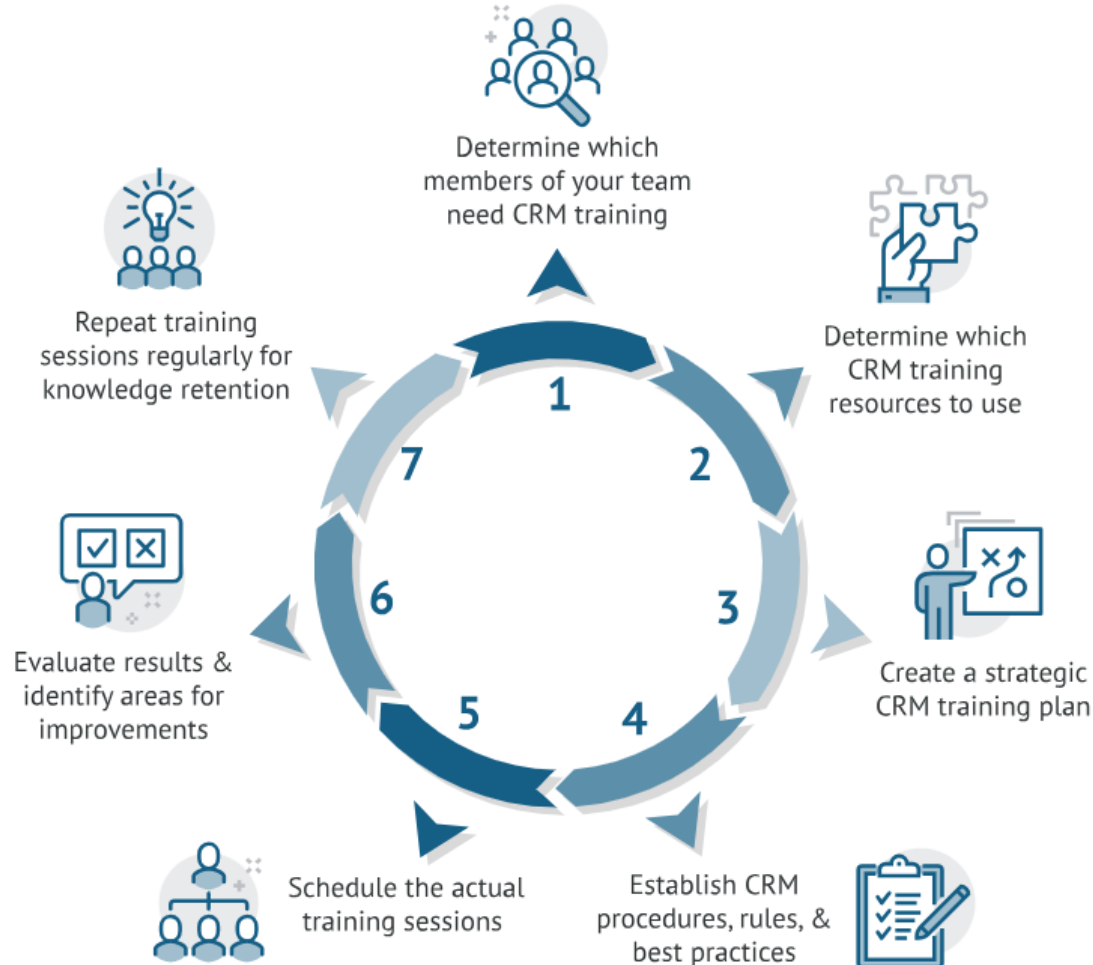 Determine which
members of your team
need CRM training
1
Determine which
CRM training
resources to use
2
Create a strategic
CRM training plan
3
Establish CRM
procedures, rules, &
best practices
4
Schedule the actual
training sessions
5
Evaluate results &
identify areas for
improvements
6
Repeat training
sessions regularly for
knowledge retention
7